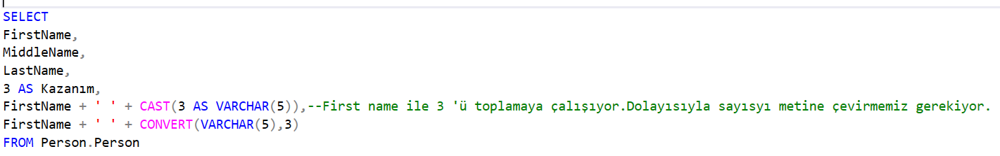 SELECT
FirstName,
MiddleName,
LastName,
3 AS Kazanım,
FirstName + ' ' + CAST(3 AS VARCHAR(5)),--First name ile 3 'ü toplamaya çalışıyor.Dolayısıyla sayısyı metine çevirmemiz gerekiyor.
FirstName + ' ' + CONVERT(VARCHAR(5),3)
FROM Person.Person